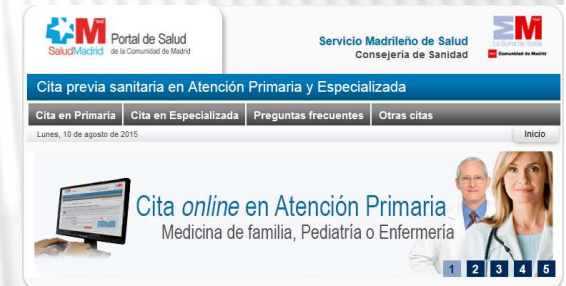 Portal de Salud
SaludMadrid de la Comunidad de Madrid
Servicio Madrileño de Salud
Consejería de Sanidad
La Suma de Todos
Comunidad de Madrid
Cita previa sanitaria en Atención Primaria y Especializada
Cita en Primaria Cita en Especializada Preguntas frecuentes Otras citas
Lunes, 10 de agosto de 2015 Inicio
Cita online en Atención Primaria
Medicina de familia, Pediatría o Enfermería
1 2 3 4 5